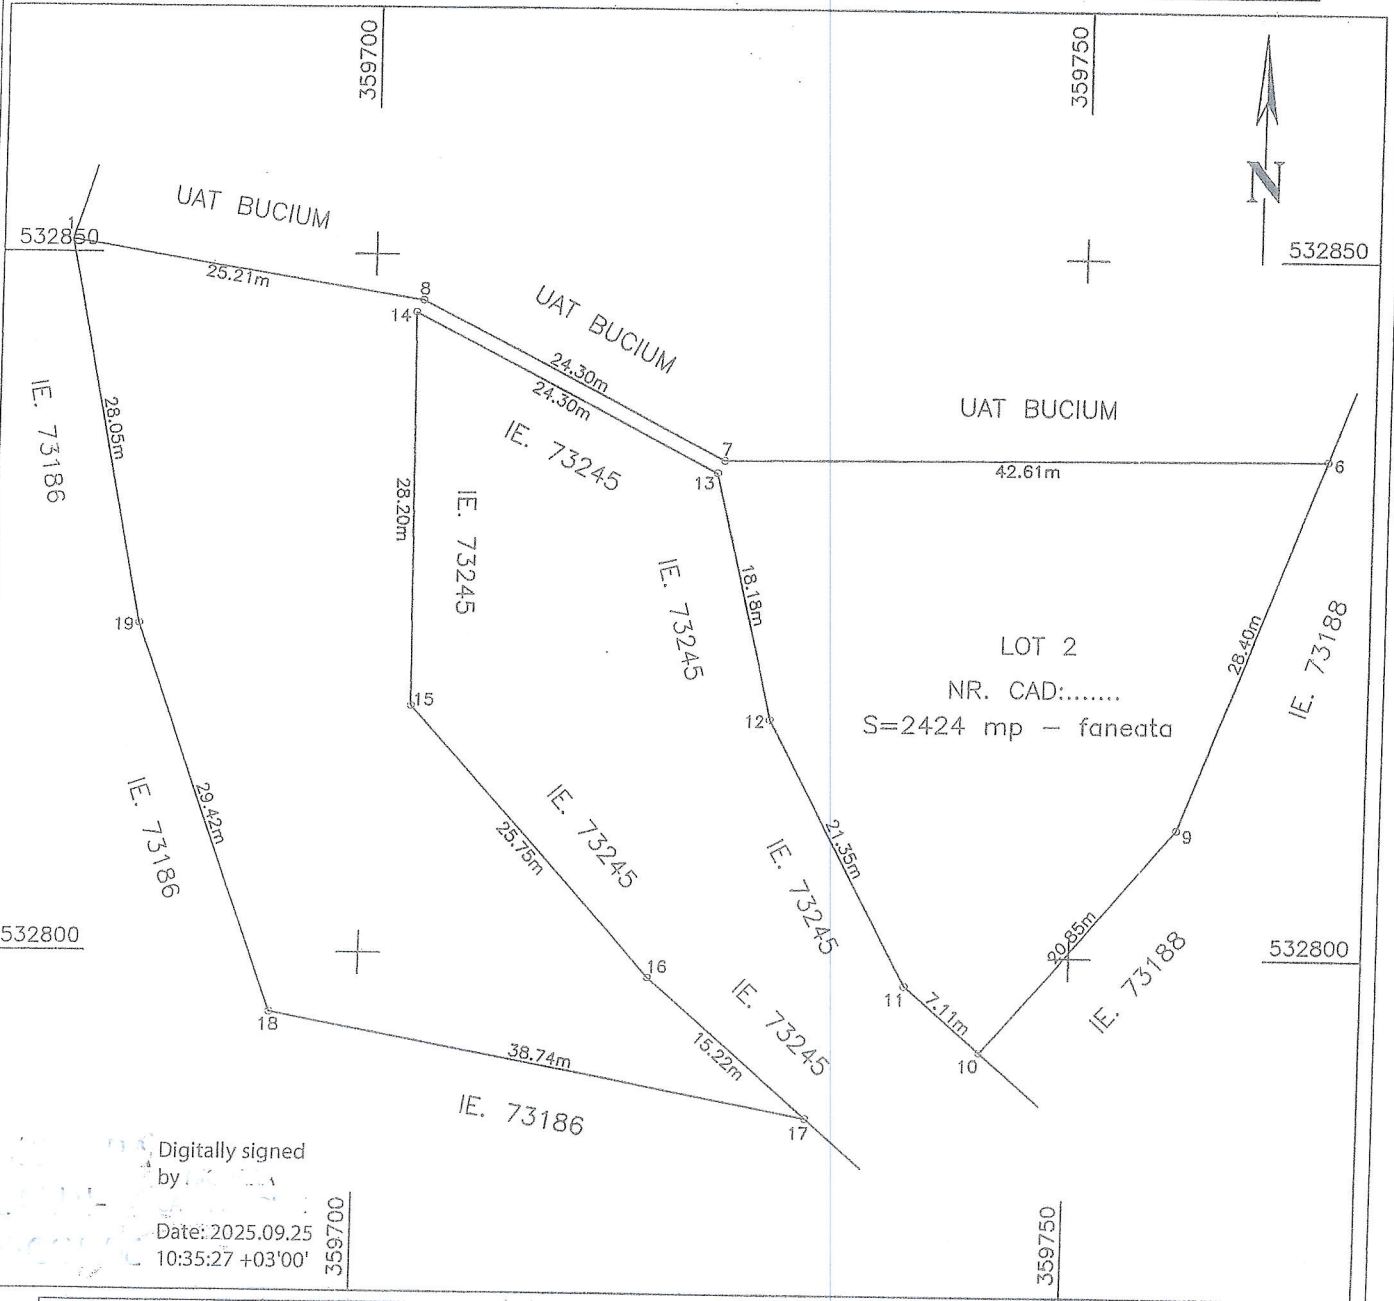 359700
359750
N
UAT BUCIUM
1
532850
532850
25.21m
8
14
UAT BUCIUM
24.30m
24.30m
IE. 73245
UAT BUCIUM
7
42.61m
6
13
IE. 73186
28.05m
28.20m
IE. 73245
IE. 73245
18.18m
19
LOT 2
NR. CAD:.......
S=2424 mp - faneata
28.40m
IE. 73188
15
12
IE. 73186
29.42m
25.75m
IE. 73245
21.35m
IE. 73245
9
20.85m
IE. 73188
532800
532800
16
18
IE. 73245
11
7.11m
10
38.74m
15.22m
IE. 73186
17
Digitally signed
by
Date: 2025.09.25
10:35:27 +03'00'
359700
359750